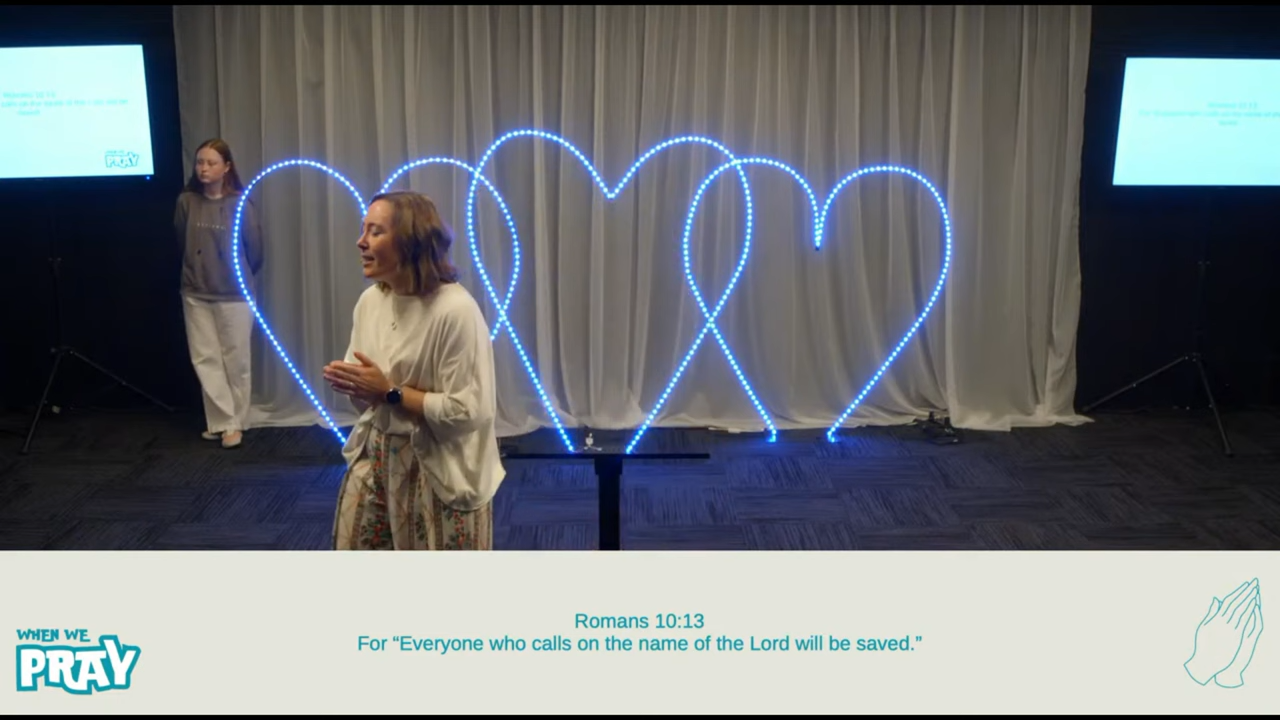 Romans 10:13
For “Everyone who calls on the name of the Lord will be saved.”
WHEN WE
PRAY
PRAY